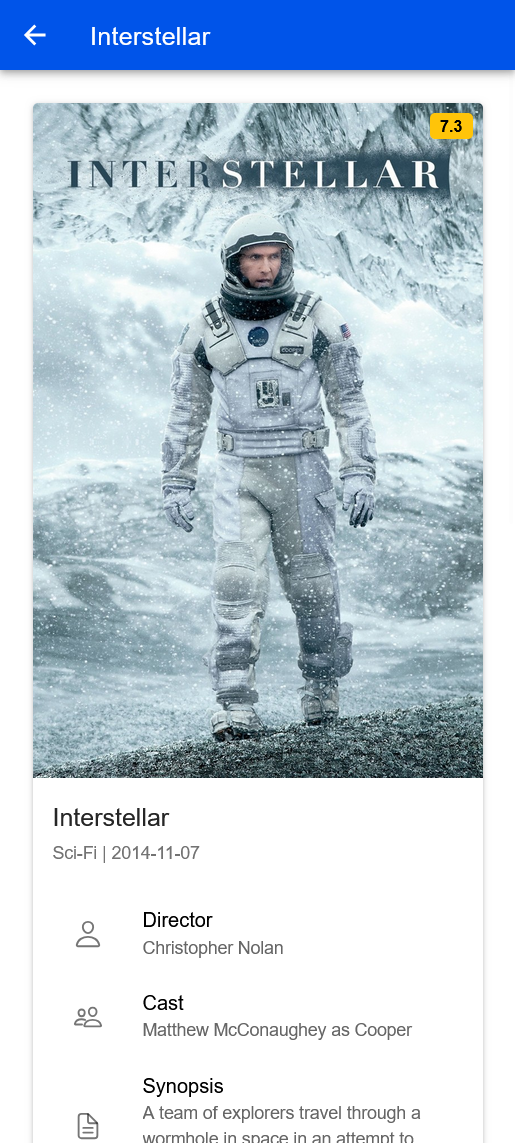 Interstellar
7.3
INTERSTELLAR
COOPER
Interstellar
Sci-Fi | 2014-11-07
Director
Christopher Nolan
Cast
Matthew McConaughey as Cooper
Synopsis
A team of explorers travel through a
wormhole in space in an attempt to